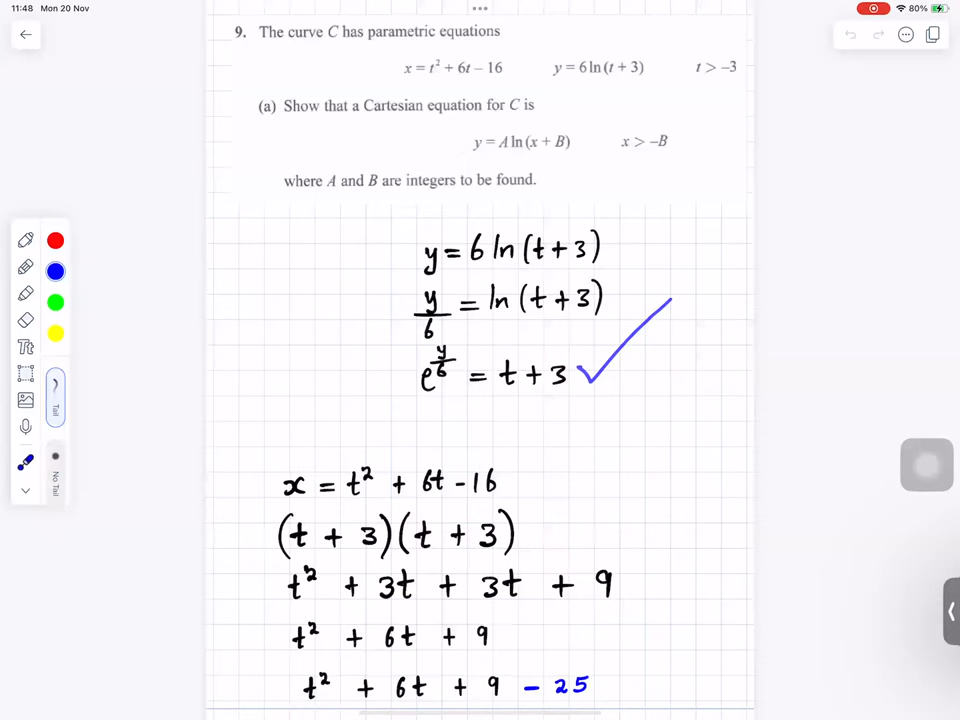 11:48 Mon 20 Nov
80%
9. The curve C has parametric equations
x = t² + 6t – 16 y = 6 ln(t + 3) t > –3
(a) Show that a Cartesian equation for C is
y = A ln(x + B) x > –B
where A and B are integers to be found.
y = 6 ln (t + 3)
y/6 = ln (t + 3)
e^(y/6) = t + 3
x = t² + 6t - 16
(t + 3)(t + 3)
t² + 3t + 3t + 9
t² + 6t + 9
t² + 6t + 9 - 25
Tt
Tail
No Tail